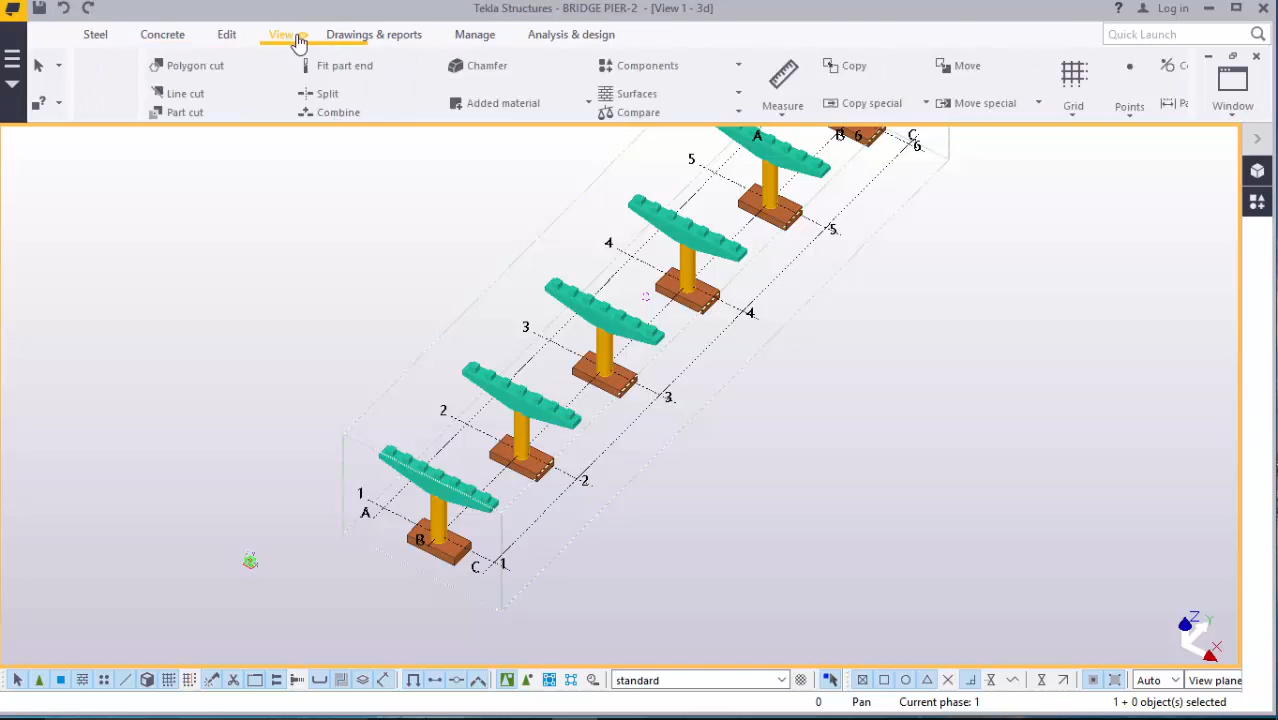 Tekla Structures - BRIDGE PIER-2 - [View 1 - 3d]
? Log in
Steel Concrete Edit View Drawings & reports Manage Analysis & design Quick Launch
Polygon cut Fit part end Chamfer Components Copy Move
Line cut Split Added material Surfaces Measure Copy special Move special Grid Points Window
Part cut Combine Compare
A B 6 C
6
5
5
4
4
3
3
2
2
1
A
B
C 1
Z Y
X
standard Auto View plane
0 Pan Current phase: 1 1 + 0 object(s) selected